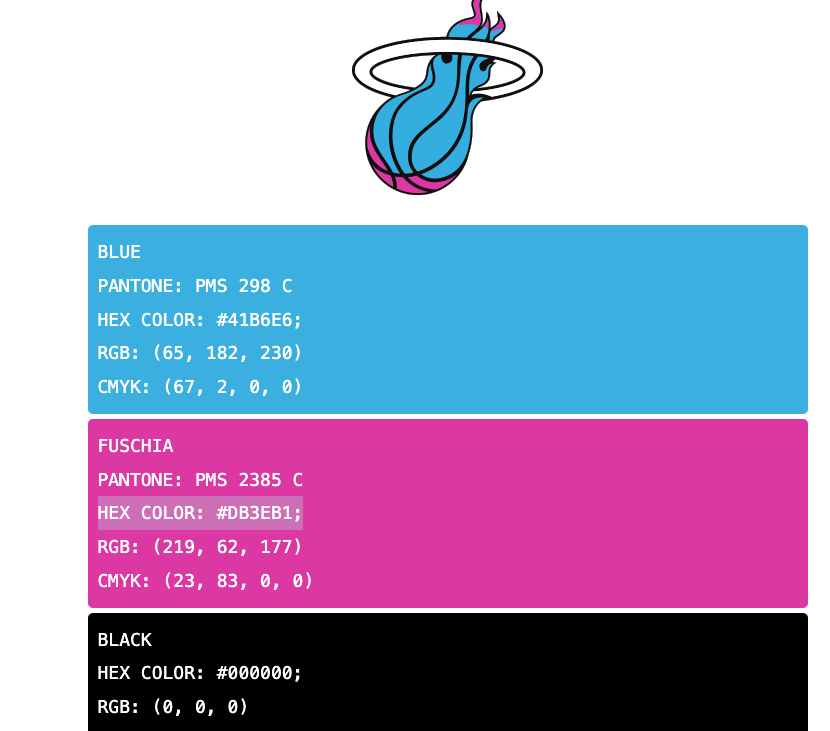 BLUE
PANTONE: PMS 298 C
HEX COLOR: #41B6E6;
RGB: (65, 182, 230)
CMYK: (67, 2, 0, 0)
FUSCHIA
PANTONE: PMS 2385 C
HEX COLOR: #DB3EB1;
RGB: (219, 62, 177)
CMYK: (23, 83, 0, 0)
BLACK
HEX COLOR: #000000;
RGB: (0, 0, 0)